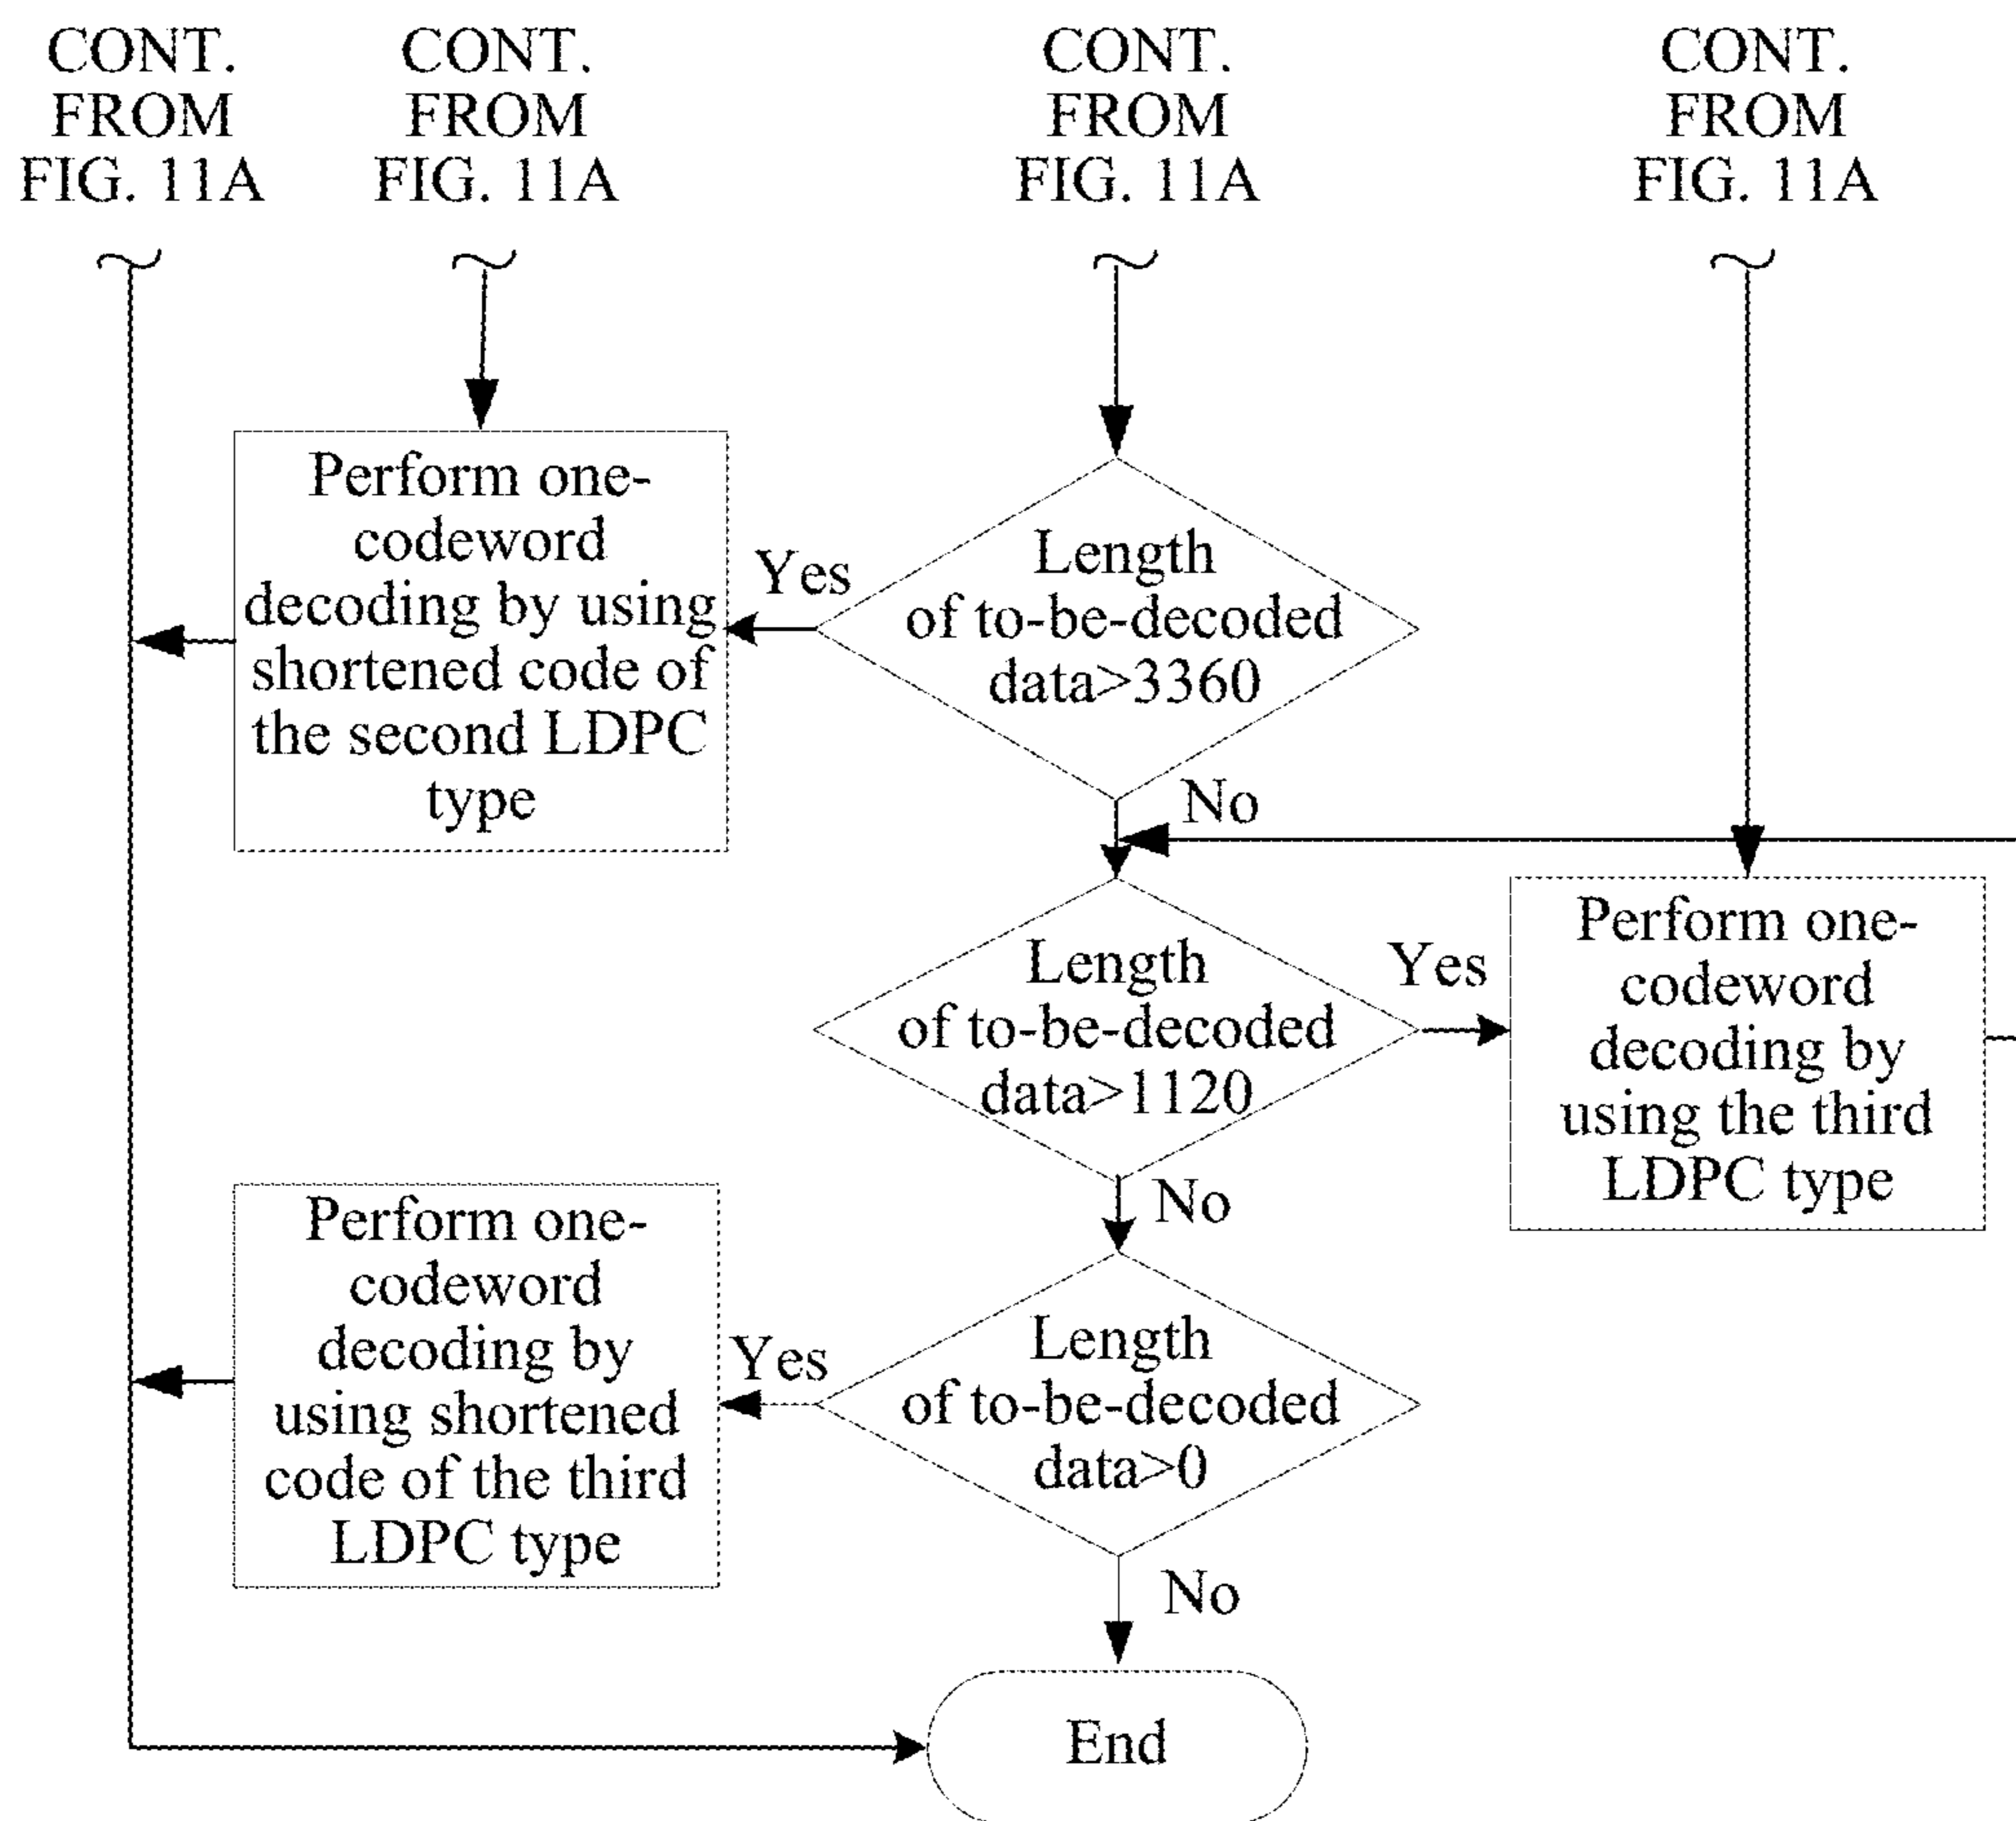 CONT.
FROM
FIG. 11A
CONT.
FROM
FIG. 11A
CONT.
FROM
FIG. 11A
CONT.
FROM
FIG. 11A
Perform one-
codeword
decoding by using
shortened code of
the second LDPC
type
Yes
Length
of to-be-decoded
data>3360
No
Length
of to-be-decoded
data>1120
Yes
Perform one-
codeword
decoding by
using the third
LDPC type
No
Perform one-
codeword
decoding by
using shortened
code of the third
LDPC type
Yes
Length
of to-be-decoded
data>0
No
End